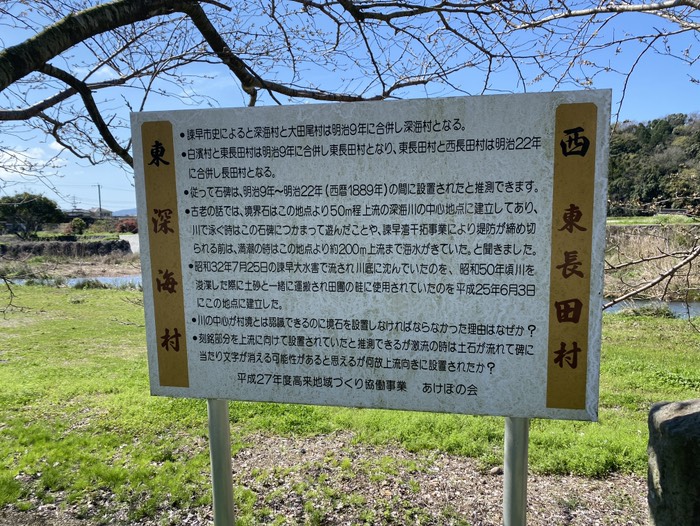 東深海村
•諫早市史によると深海村と大田尾村は明治9年に合併し深海村となる。
•白濱村と東長田村は明治9年に合併し東長田村となり、東長田村と西長田村は明治22年
に合併し長田村となる。
•従って石碑は、明治9年〜明治22年(西暦1889年)の間に設置されたと推測できます。
•古老の話では、境界石はこの地点より50m程上流の深海川の中心地点に建立してあり、
川で泳ぐ時はこの石碑につかまって遊んだことや、諫早湾干拓事業により堤防が締め切
られる前は、満潮の時はこの地点より約200m上流まで海水がきていた。と聞きました。
•昭和32年7月25日の諫早大水害で流され川底に沈んでいたのを、昭和50年頃川を
浚渫した際に土砂と一緒に運搬され田圃の畦に使用されていたのを平成25年6月3日
にこの地点に建立した。
•川の中心が村境とは認識できるのに境石を設置しなければならなかった理由はなぜか?
•刻銘部分を上流に向けて設置されていたと推測できるが激流の時は土石が流れて碑に
当たり文字が消える可能性があると思えるが何故上流向きに設置されたか?
平成27年度高来地域づくり協働事業 あけぼの会
西 東長田村